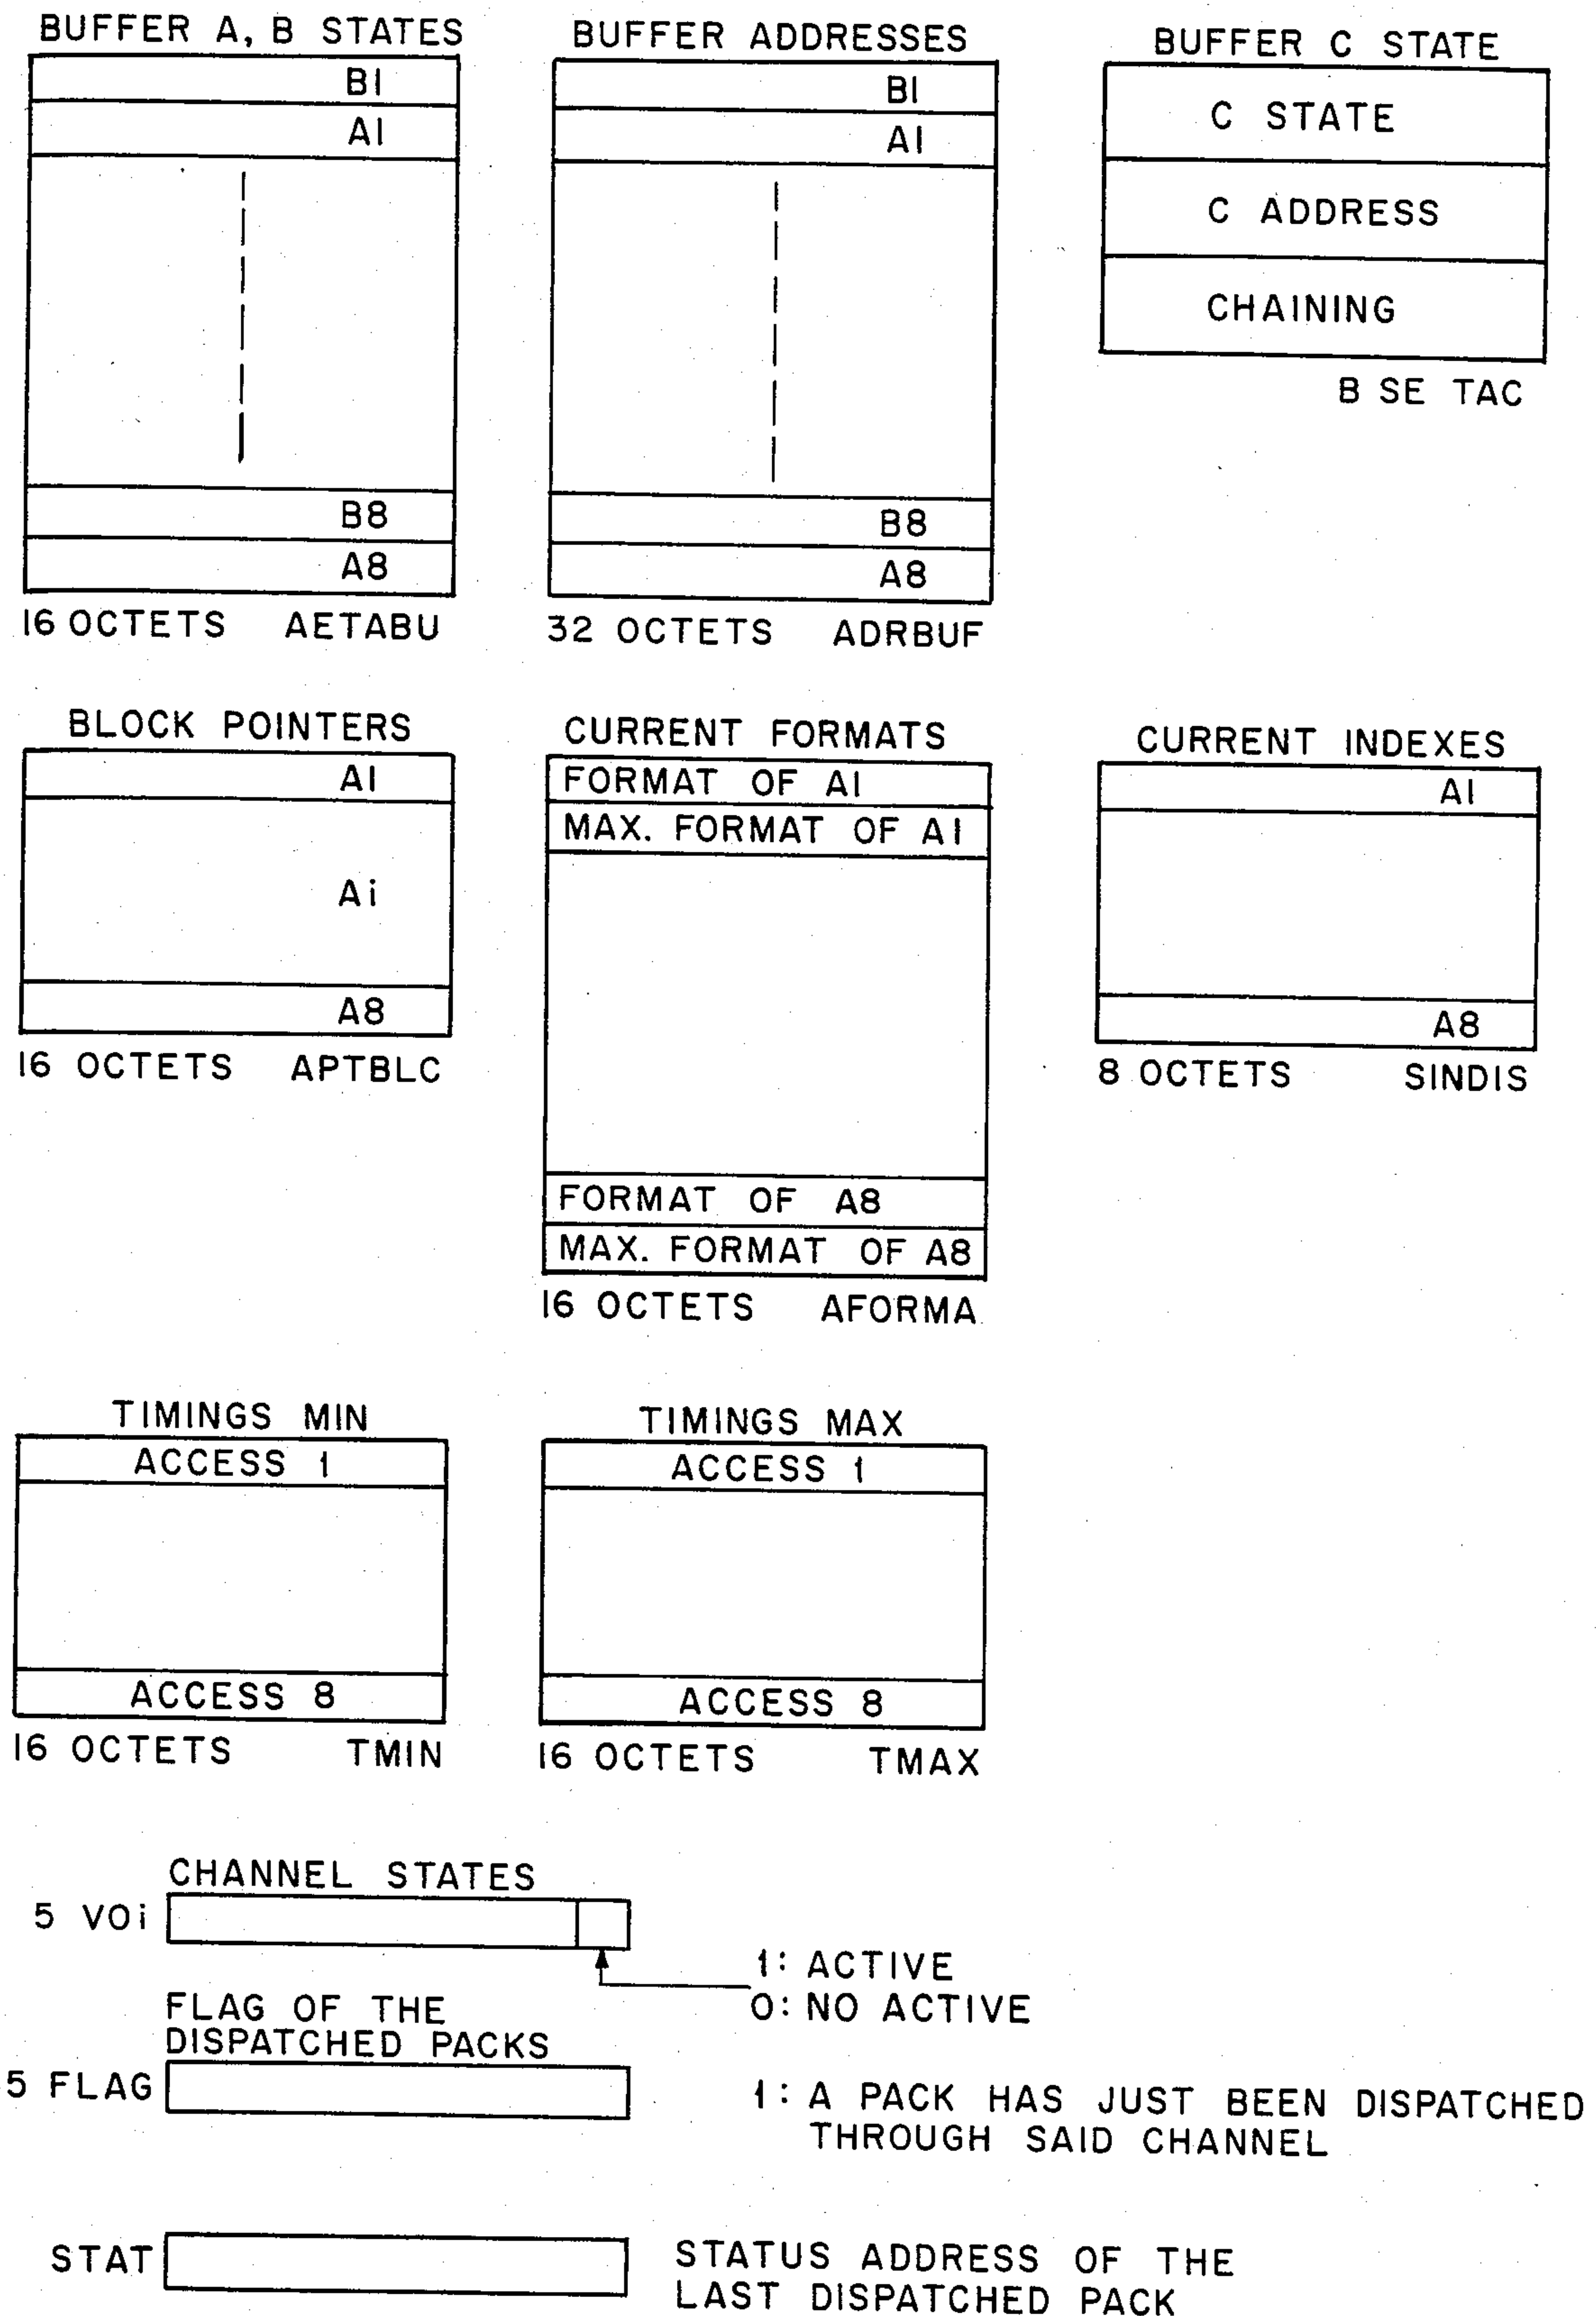 BUFFER A, B STATES
B1
A1
B8
A8
16 OCTETS AETABU
BUFFER ADDRESSES
B1
A1
B8
A8
32 OCTETS ADRBUF
BUFFER C STATE
C STATE
C ADDRESS
CHAINING
B SE TAC
BLOCK POINTERS
A1
Ai
A8
16 OCTETS APTBLC
CURRENT FORMATS
FORMAT OF A1
MAX. FORMAT OF A1
FORMAT OF A8
MAX. FORMAT OF A8
16 OCTETS AFORMA
CURRENT INDEXES
A1
A8
8 OCTETS SINDIS
TIMINGS MIN
ACCESS 1
ACCESS 8
16 OCTETS TMIN
TIMINGS MAX
ACCESS 1
ACCESS 8
16 OCTETS TMAX
CHANNEL STATES
5 VOi
1: ACTIVE
0: NO ACTIVE
FLAG OF THE
DISPATCHED PACKS
5 FLAG
1: A PACK HAS JUST BEEN DISPATCHED
THROUGH SAID CHANNEL
STAT
STATUS ADDRESS OF THE
LAST DISPATCHED PACK